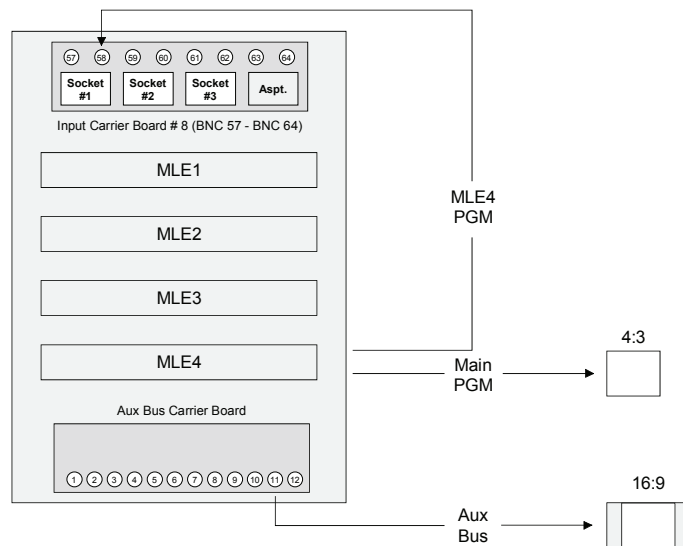 57 58 59 60 61 62 63 64
Socket #1
Socket #2
Socket #3
Aspt.
Input Carrier Board # 8 (BNC 57 - BNC 64)
MLE1
MLE2
MLE3
MLE4
MLE4
PGM
Main
PGM
4:3
Aux Bus Carrier Board
1 2 3 4 5 6 7 8 9 10 11 12
Aux
Bus
16:9